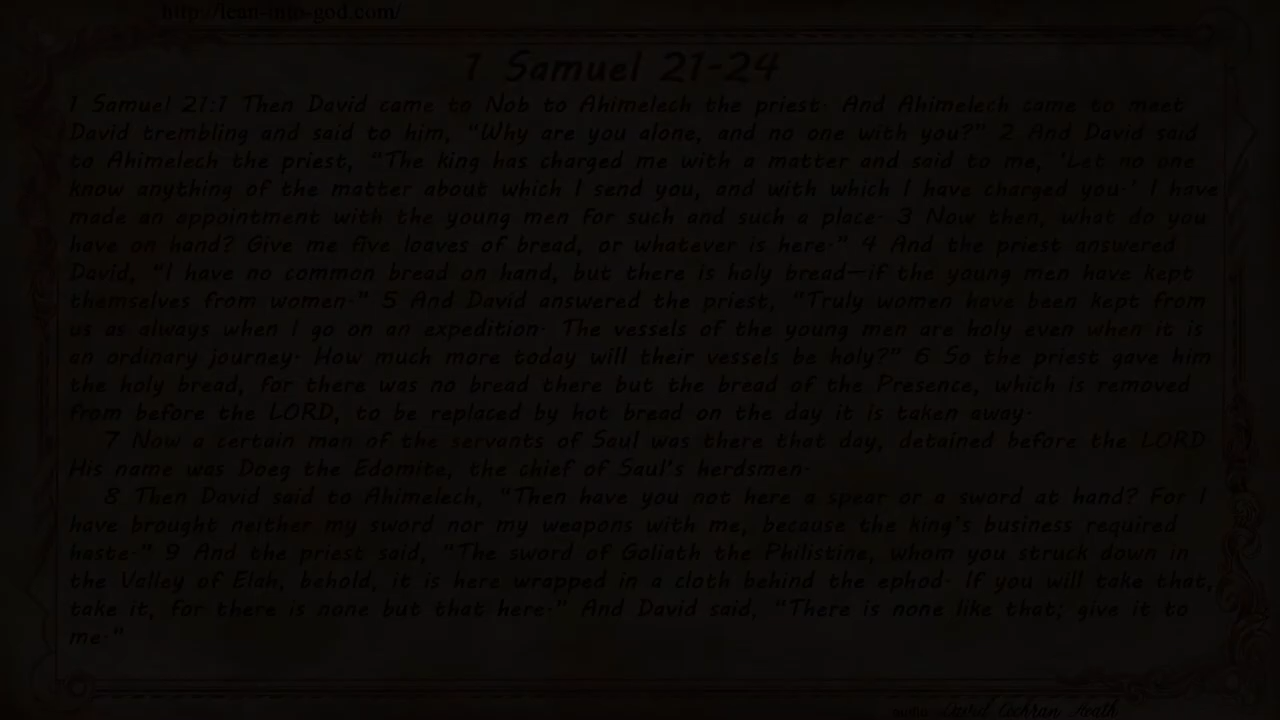 http://lean-into-god.com/
1 Samuel 21-24
1 Samuel 21:1 Then David came to Nob to Ahimelech the priest. And Ahimelech came to meet
David trembling and said to him, “Why are you alone, and no one with you?” 2 And David said
to Ahimelech the priest, “The king has charged me with a matter and said to me, ‘Let no one
know anything of the matter about which I send you, and with which I have charged you.’ I have
made an appointment with the young men for such and such a place. 3 Now then, what do you
have on hand? Give me five loaves of bread, or whatever is here.” 4 And the priest answered
David, “I have no common bread on hand, but there is holy bread—if the young men have kept
themselves from women.” 5 And David answered the priest, “Truly women have been kept from
us as always when I go on an expedition. The vessels of the young men are holy even when it is
an ordinary journey. How much more today will their vessels be holy?” 6 So the priest gave him
the holy bread, for there was no bread there but the bread of the Presence, which is removed
from before the LORD, to be replaced by hot bread on the day it is taken away.
7 Now a certain man of the servants of Saul was there that day, detained before the LORD
His name was Doeg the Edomite, the chief of Saul’s herdsmen.
8 Then David said to Ahimelech, “Then have you not here a spear or a sword at hand? For I
have brought neither my sword nor my weapons with me, because the king’s business required
haste.” 9 And the priest said, “The sword of Goliath the Philistine, whom you struck down in
the Valley of Elah, behold, it is here wrapped in a cloth behind the ephod. If you will take that,
take it, for there is none but that here.” And David said, “There is none like that; give it to
me.”
David Cochran Heath